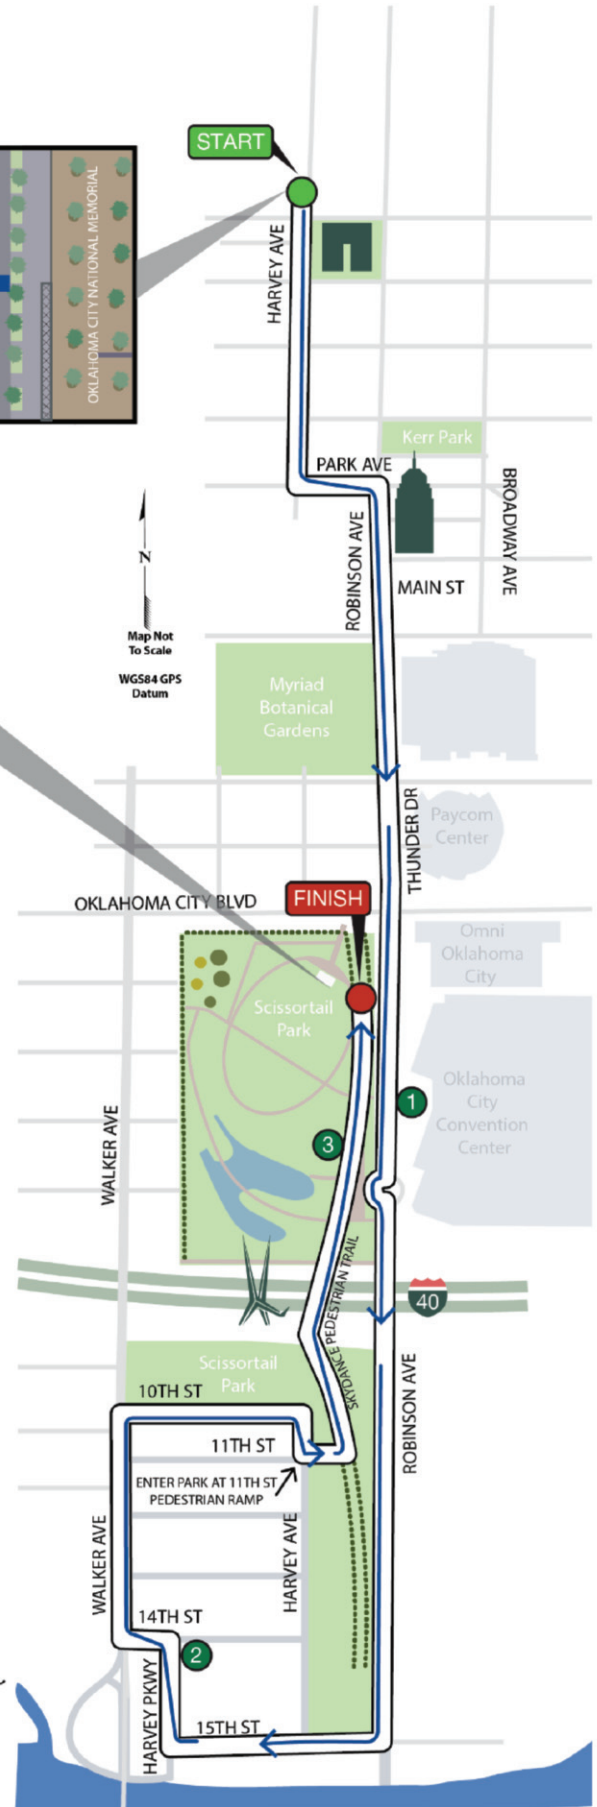 START
OKLAHOMA CITY NATIONAL MEMORIAL
HARVEY AVE
Kerr Park
PARK AVE
BROADWAY AVE
ROBINSON AVE
N
MAIN ST
Map Not
To Scale
WGS84 GPS
Datum
Myriad
Botanical
Gardens
THUNDER DR
Paycom
Center
OKLAHOMA CITY BLVD
FINISH
Omni
Oklahoma
City
Scissortail
Park
Oklahoma
City
Convention
Center
1
3
WALKER AVE
SKYDANCE PEDESTRIAN TRAIL
40
Scissortail
Park
10TH ST
ROBINSON AVE
11TH ST
ENTER PARK AT 11TH ST
PEDESTRIAN RAMP
WALKER AVE
HARVEY AVE
14TH ST
2
HARVEY PKWY
15TH ST